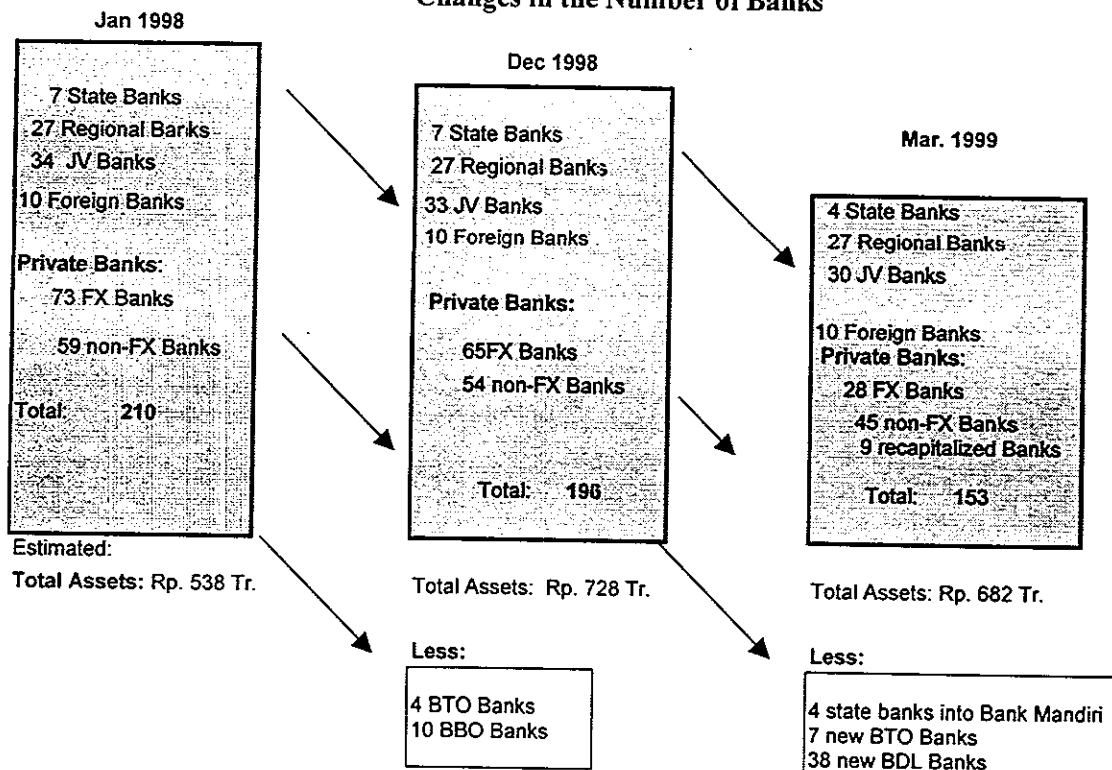 Changes in the Number of Banks
Jan 1998
7 State Banks
27 Regional Banks
34 JV Banks
10 Foreign Banks
Private Banks:
73 FX Banks
59 non-FX Banks
Total: 210
Estimated:
Total Assets: Rp. 538 Tr.
Dec 1998
7 State Banks
27 Regional Banks
33 JV Banks
10 Foreign Banks
Private Banks:
65FX Banks
54 non-FX Banks
Total: 196
Total Assets: Rp. 728 Tr.
Less:
4 BTO Banks
10 BBO Banks
Mar. 1999
4 State Banks
27 Regional Banks
30 JV Banks
10 Foreign Banks
Private Banks:
28 FX Banks
45 non-FX Banks
9 recapitalized Banks
Total: 153
Total Assets: Rp. 682 Tr.
Less:
4 state banks into Bank Mandiri
7 new BTO Banks
38 new BDL Banks